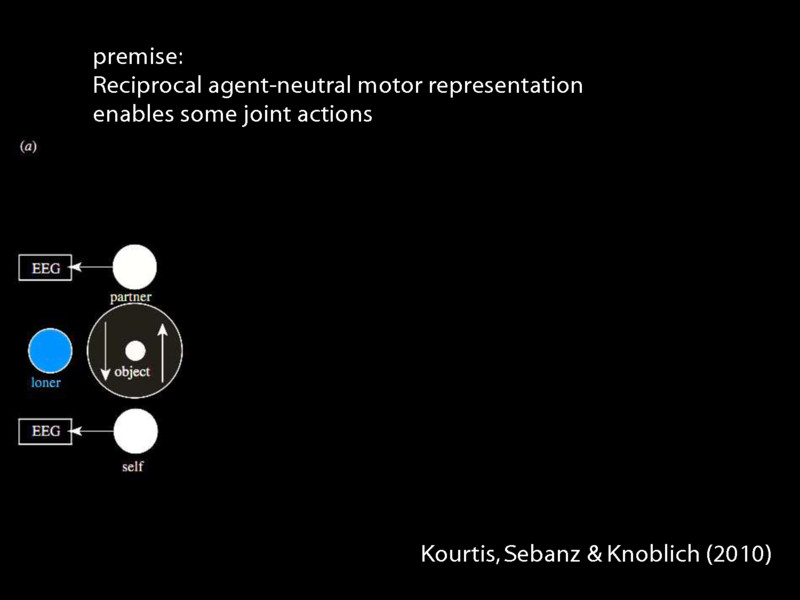 premise:
Reciprocal agent-neutral motor representation
enables some joint actions
(a)
EEG
partner
object
loner
EEG
self
Kourtis, Sebanz & Knoblich (2010)